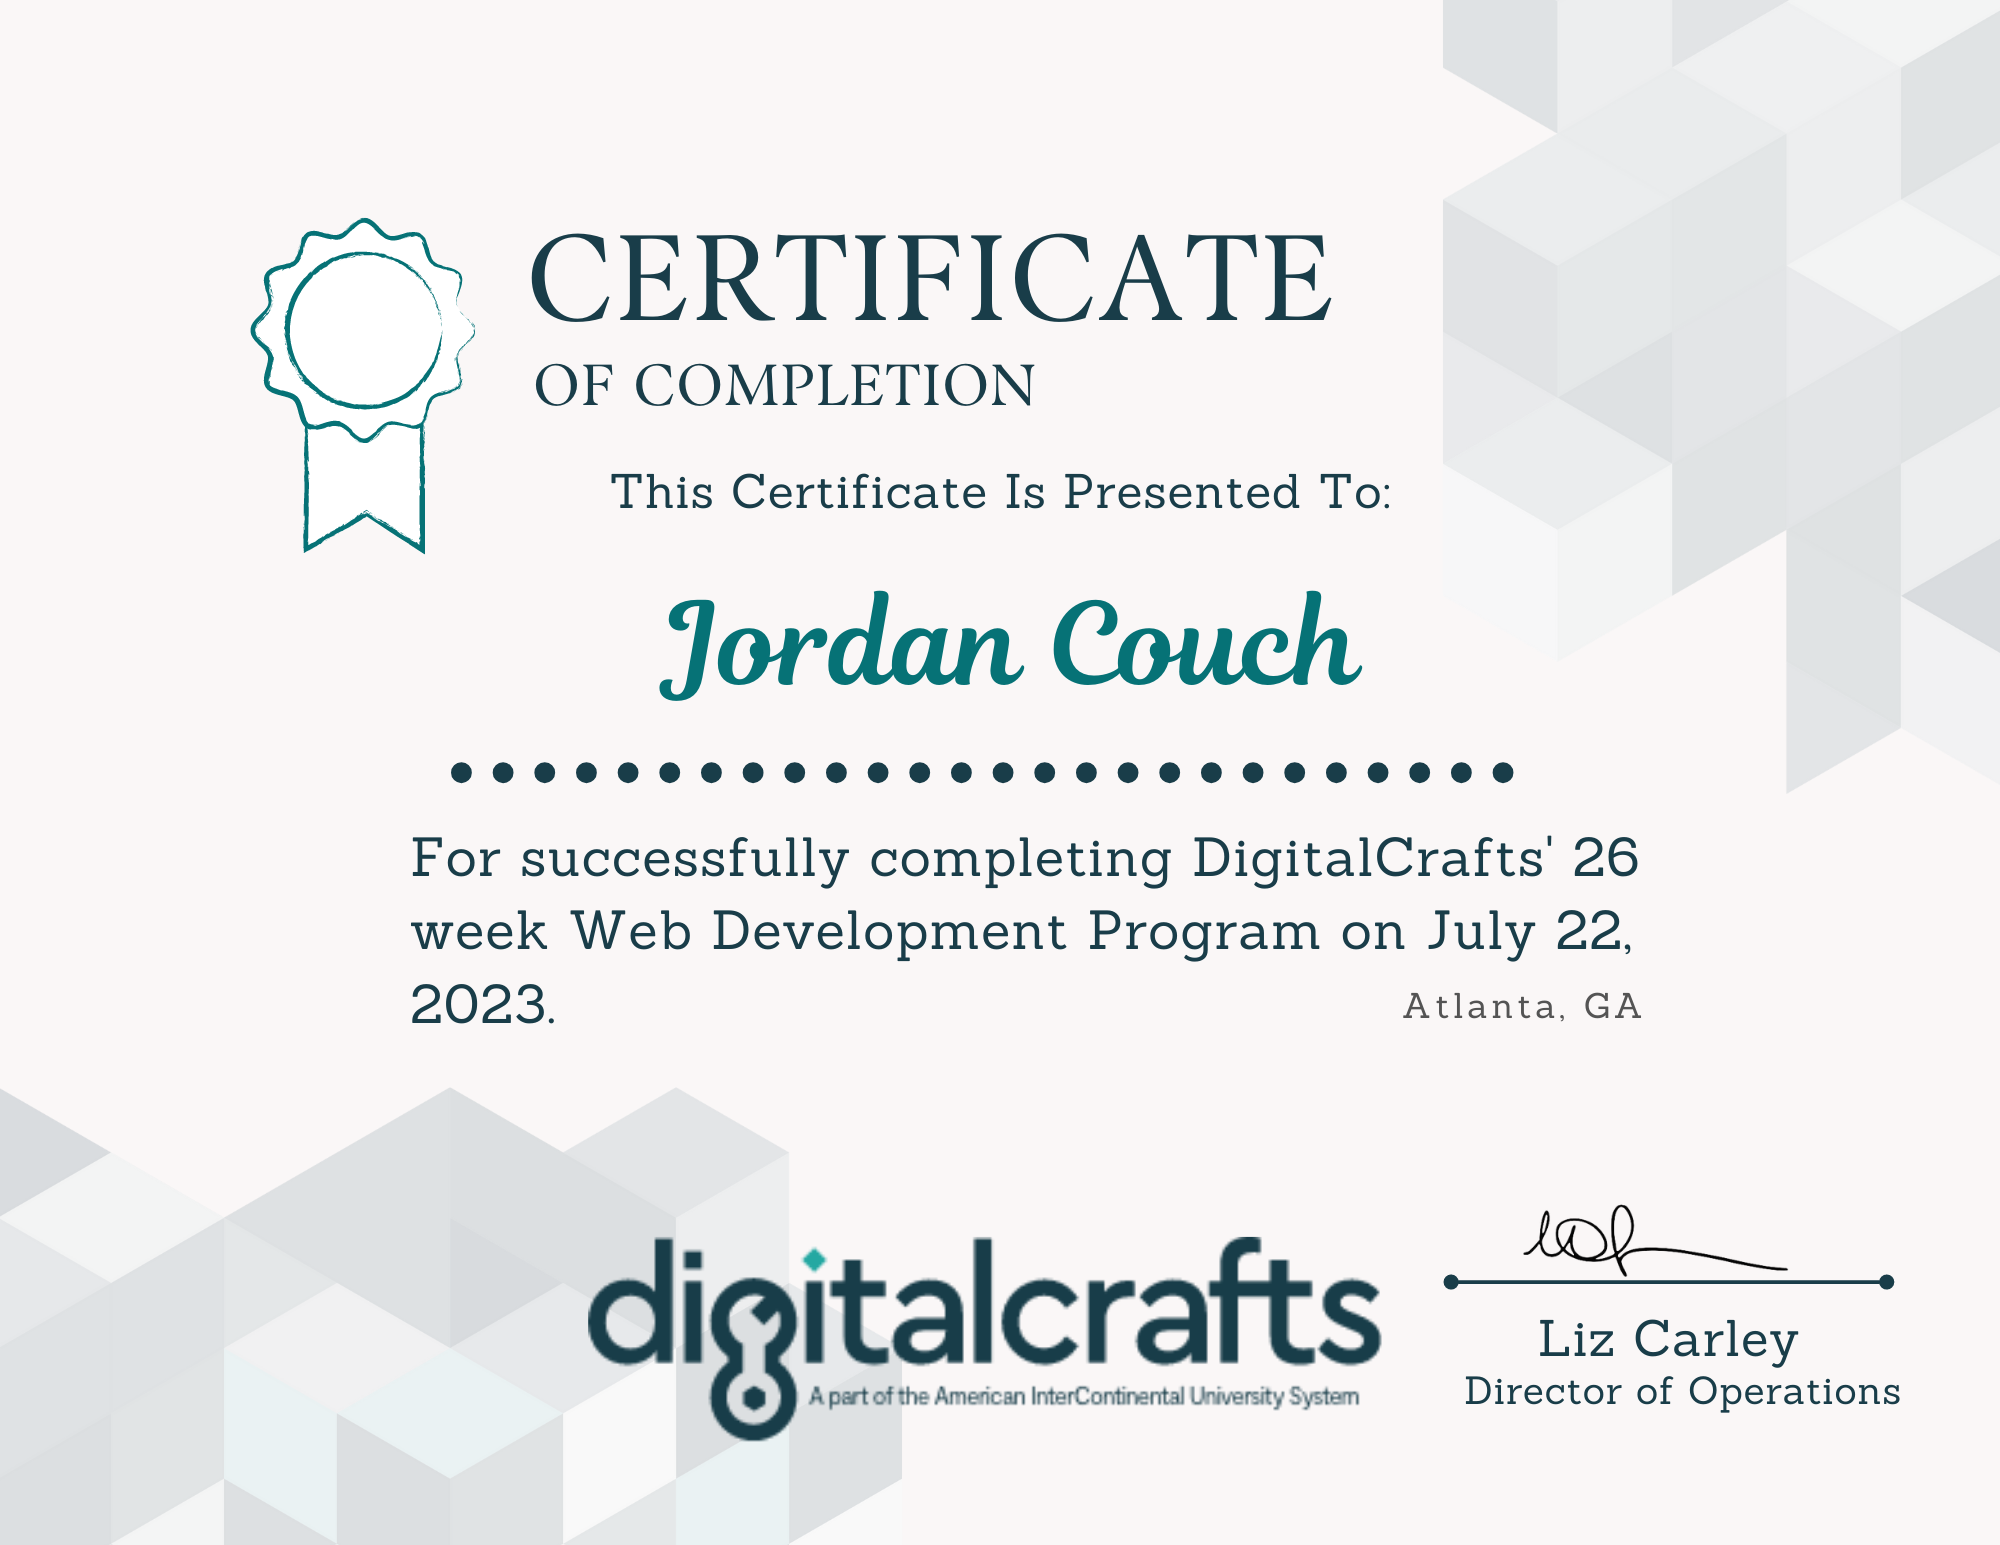 CERTIFICATE
OF COMPLETION
This Certificate Is Presented To:
Jordan Couch
For successfully completing DigitalCrafts' 26
week Web Development Program on July 22,
2023.
Atlanta, GA
digitalcrafts
A part of the American InterContinental University System
Liz Carley
Director of Operations